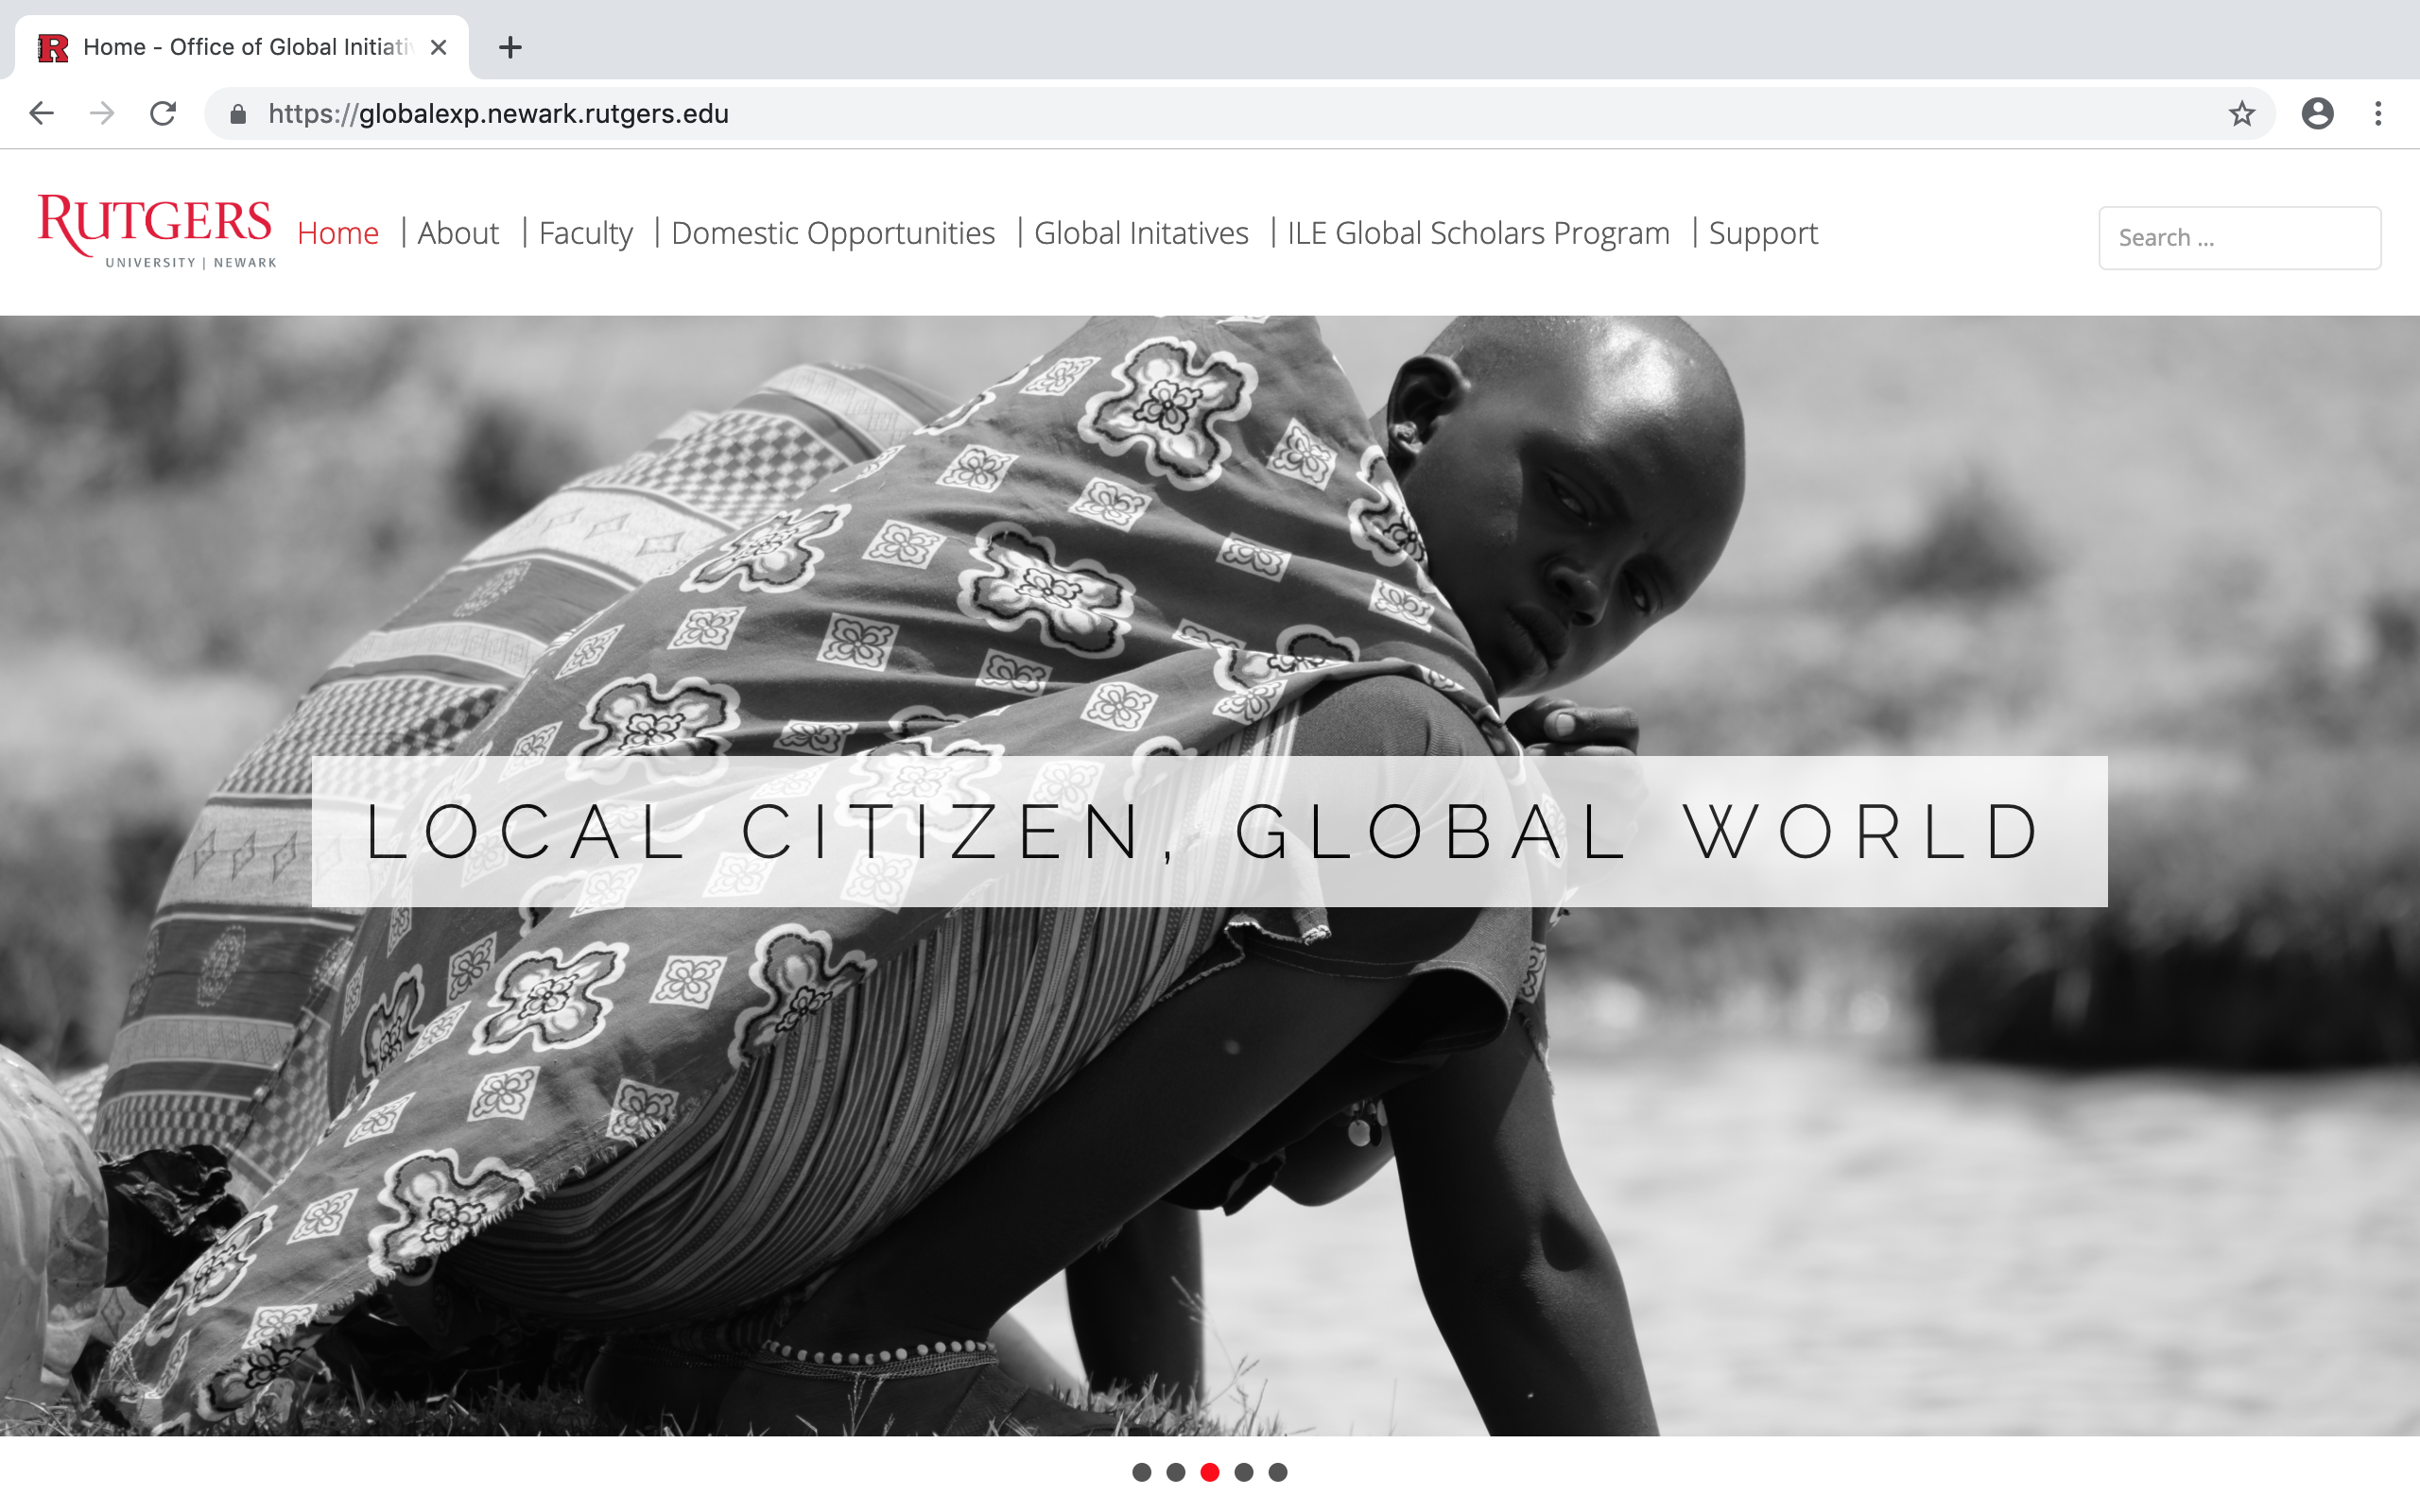 Home - Office of Global Initiativ
https://globalexp.newark.rutgers.edu
RUTGERS
UNIVERSITY | NEWARK
Home | About | Faculty | Domestic Opportunities | Global Initatives | ILE Global Scholars Program | Support
Search ...
LOCAL CITIZEN, GLOBAL WORLD